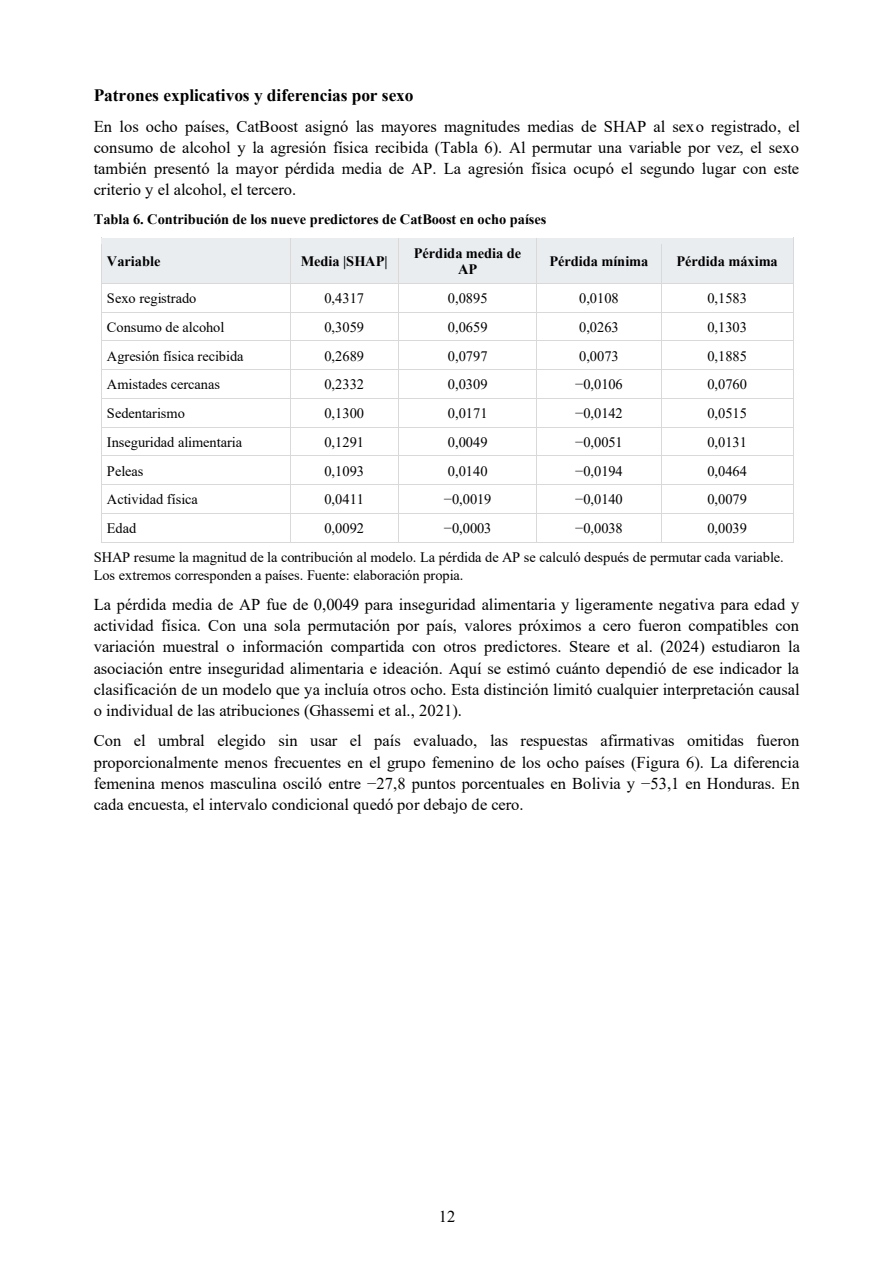 Patrones explicativos y diferencias por sexo
En los ocho países, CatBoost asignó las mayores magnitudes medias de SHAP al sexo registrado, el
consumo de alcohol y la agresión física recibida (Tabla 6). Al permutar una variable por vez, el sexo
también presentó la mayor pérdida media de AP. La agresión física ocupó el segundo lugar con este
criterio y el alcohol, el tercero.
Tabla 6. Contribución de los nueve predictores de CatBoost en ocho países
Variable Media |SHAP| Pérdida media de AP Pérdida mínima Pérdida máxima
Sexo registrado 0,4317 0,0895 0,0108 0,1583
Consumo de alcohol 0,3059 0,0659 0,0263 0,1303
Agresión física recibida 0,2689 0,0797 0,0073 0,1885
Amistades cercanas 0,2332 0,0309 −0,0106 0,0760
Sedentarismo 0,1300 0,0171 −0,0142 0,0515
Inseguridad alimentaria 0,1291 0,0049 −0,0051 0,0131
Peleas 0,1093 0,0140 −0,0194 0,0464
Actividad física 0,0411 −0,0019 −0,0140 0,0079
Edad 0,0092 −0,0003 −0,0038 0,0039
SHAP resume la magnitud de la contribución al modelo. La pérdida de AP se calculó después de permutar cada variable.
Los extremos corresponden a países. Fuente: elaboración propia.
La pérdida media de AP fue de 0,0049 para inseguridad alimentaria y ligeramente negativa para edad y
actividad física. Con una sola permutación por país, valores próximos a cero fueron compatibles con
variación muestral o información compartida con otros predictores. Steare et al. (2024) estudiaron la
asociación entre inseguridad alimentaria e ideación. Aquí se estimó cuánto dependió de ese indicador la
clasificación de un modelo que ya incluía otros ocho. Esta distinción limitó cualquier interpretación causal
o individual de las atribuciones (Ghassemi et al., 2021).
Con el umbral elegido sin usar el país evaluado, las respuestas afirmativas omitidas fueron
proporcionalmente menos frecuentes en el grupo femenino de los ocho países (Figura 6). La diferencia
femenina menos masculina osciló entre −27,8 puntos porcentuales en Bolivia y −53,1 en Honduras. En
cada encuesta, el intervalo condicional quedó por debajo de cero.
12